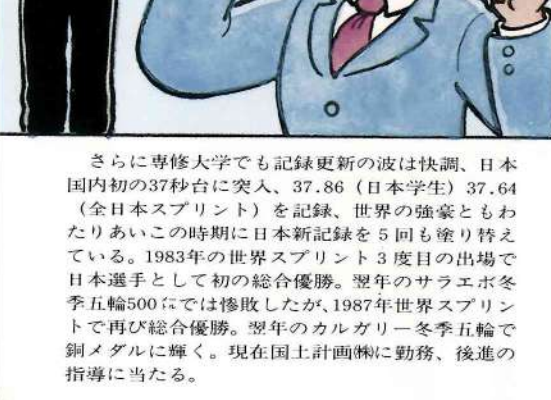 さらに専修大学でも記録更新の波は快調、日本
国内初の37秒台に突入、37.86（日本学生）37.64
（全日本スプリント）を記録、世界の強豪ともわ
たりあいこの時期に日本新記録を5回も塗り替え
ている。1983年の世界スプリント3度目の出場で
日本選手として初の総合優勝。翌年のサラエボ冬
季五輪500㍍では惨敗したが、1987年世界スプリン
トで再び総合優勝。翌年のカルガリー冬季五輪で
銅メダルに輝く。現在国土計画㈱に勤務、後進の
指導に当たる。